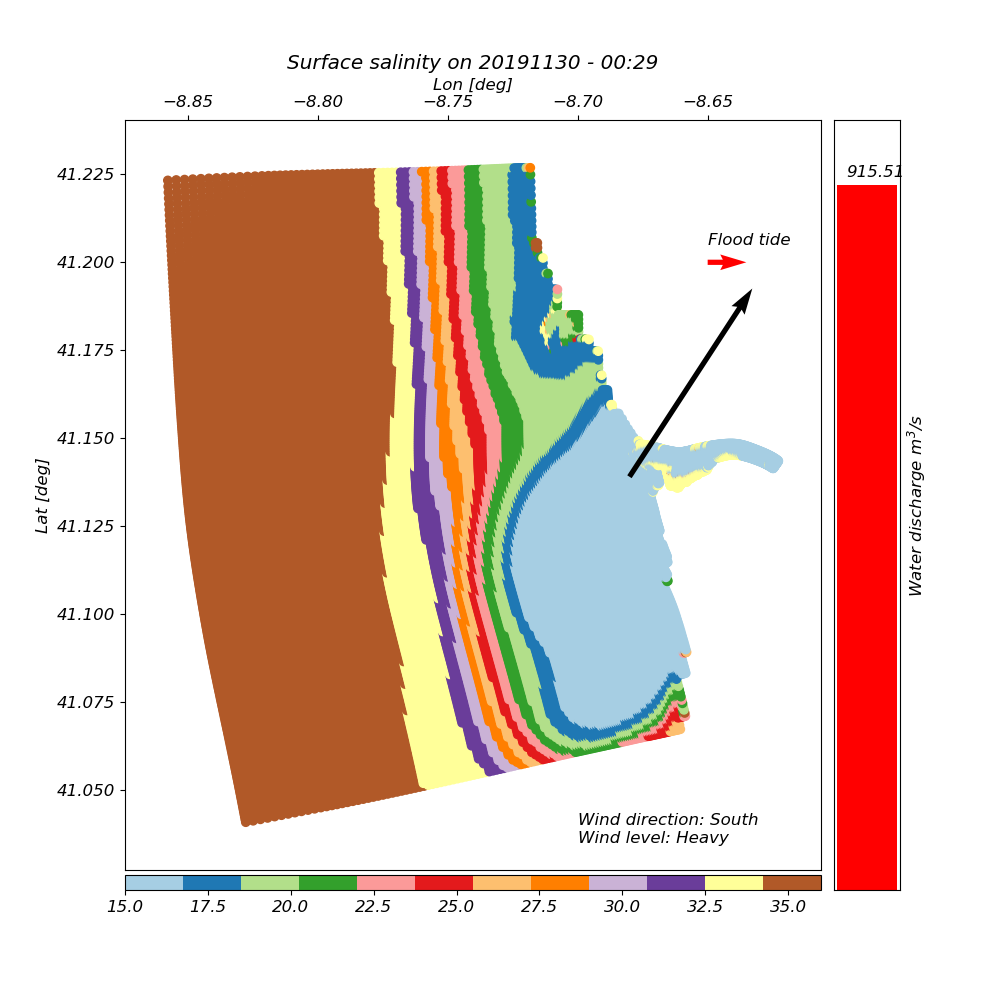 Surface salinity on 20191130 - 00:29
Lon [deg]
−8.85 −8.80 −8.75 −8.70 −8.65
915.51
41.225
Flood tide
41.200
41.175
41.150
41.125
41.100
41.075
41.050
Lat [deg]
Water discharge m³/s
Wind direction: South
Wind level: Heavy
15.0 17.5 20.0 22.5 25.0 27.5 30.0 32.5 35.0